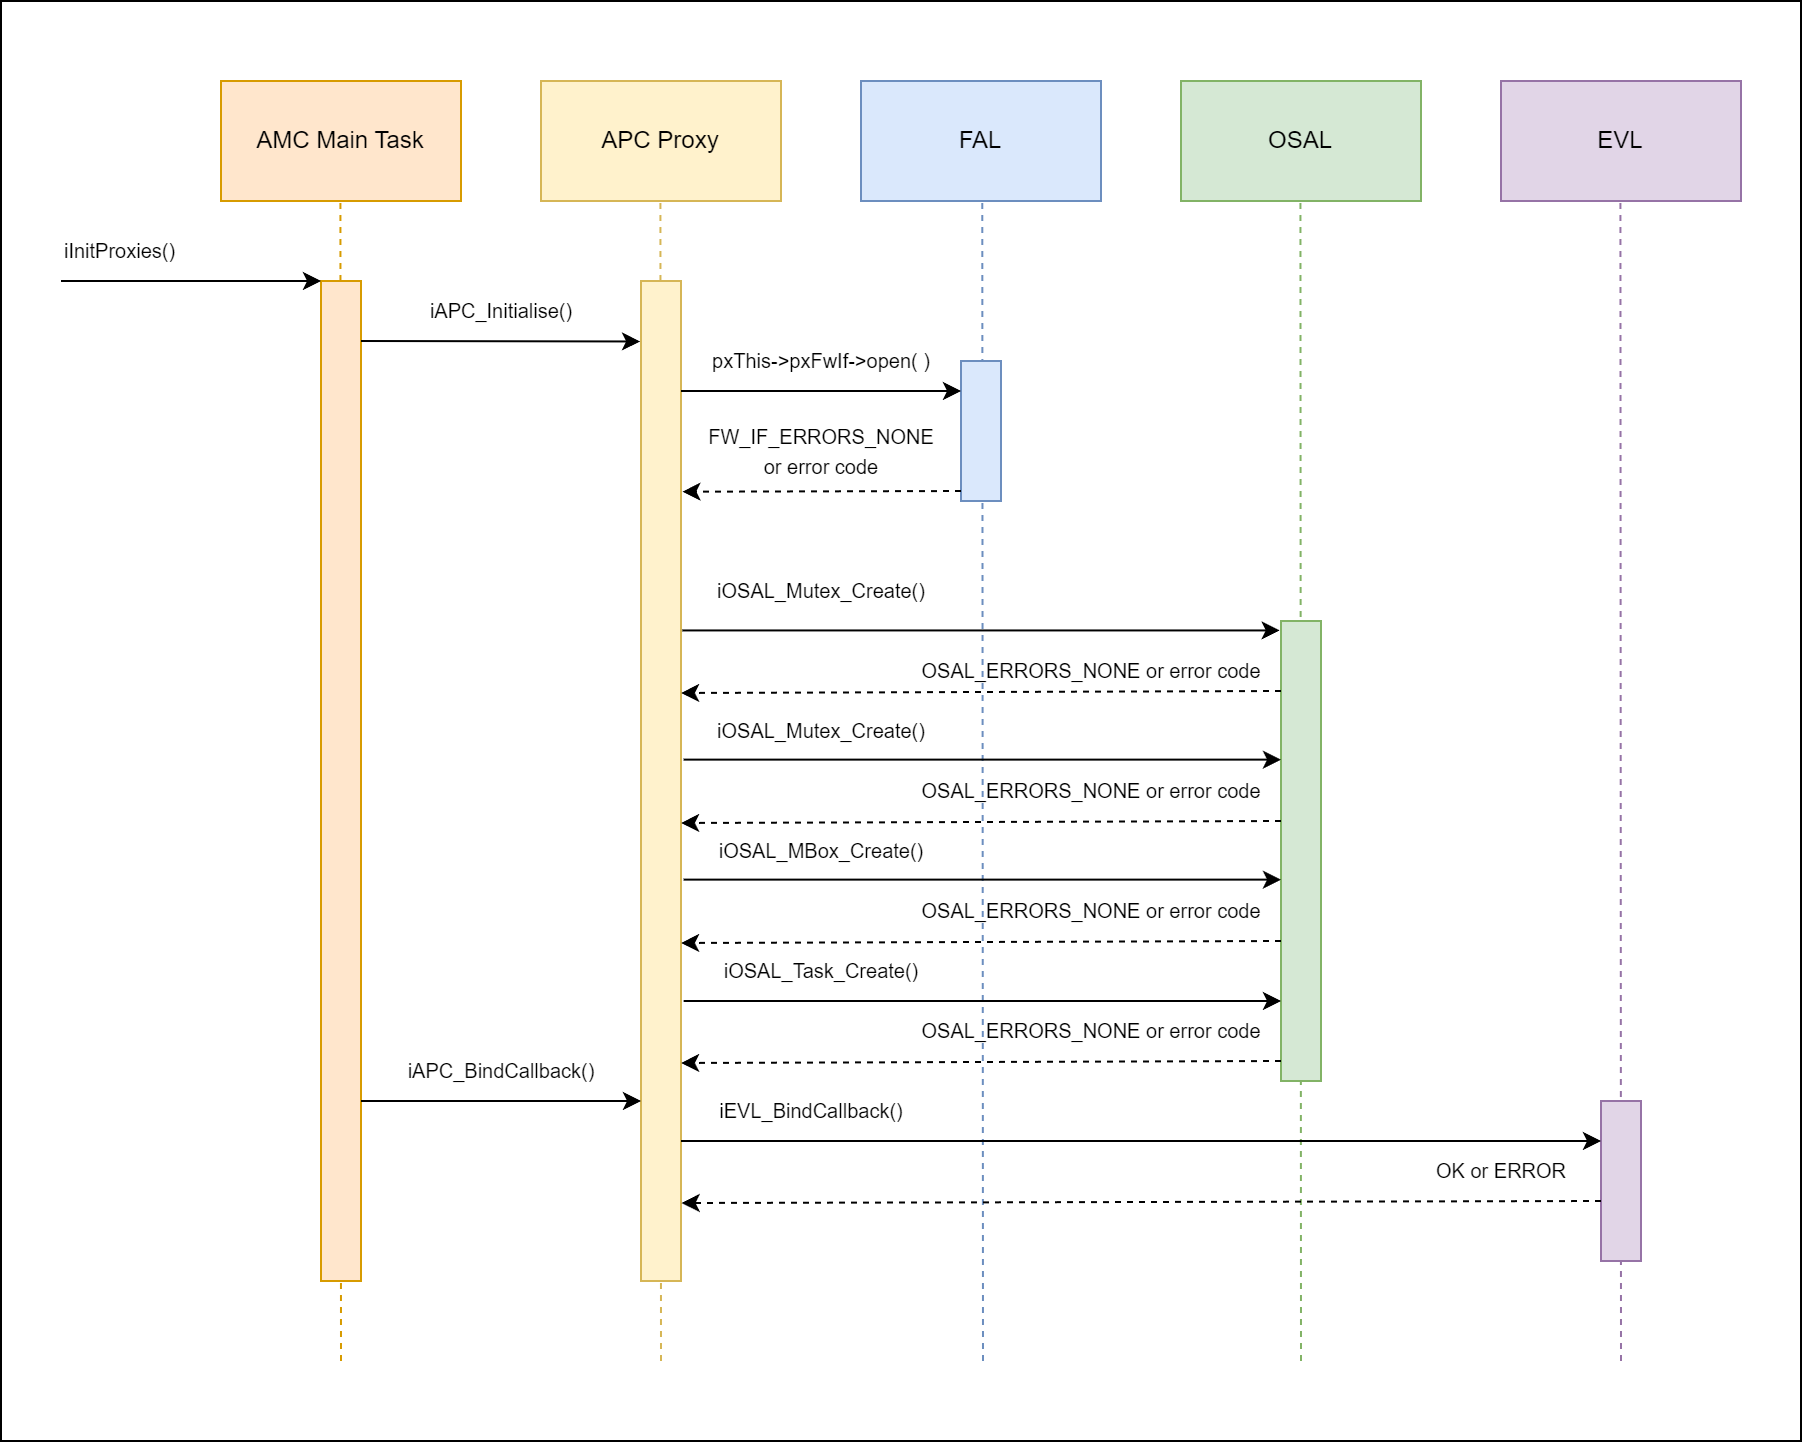 AMC Main Task
APC Proxy
FAL
OSAL
EVL
iInitProxies()
iAPC_Initialise()
pxThis->pxFwIf->open( )
FW_IF_ERRORS_NONE
or error code
iOSAL_Mutex_Create()
OSAL_ERRORS_NONE or error code
iOSAL_Mutex_Create()
OSAL_ERRORS_NONE or error code
iOSAL_MBox_Create()
OSAL_ERRORS_NONE or error code
iOSAL_Task_Create()
OSAL_ERRORS_NONE or error code
iAPC_BindCallback()
iEVL_BindCallback()
OK or ERROR